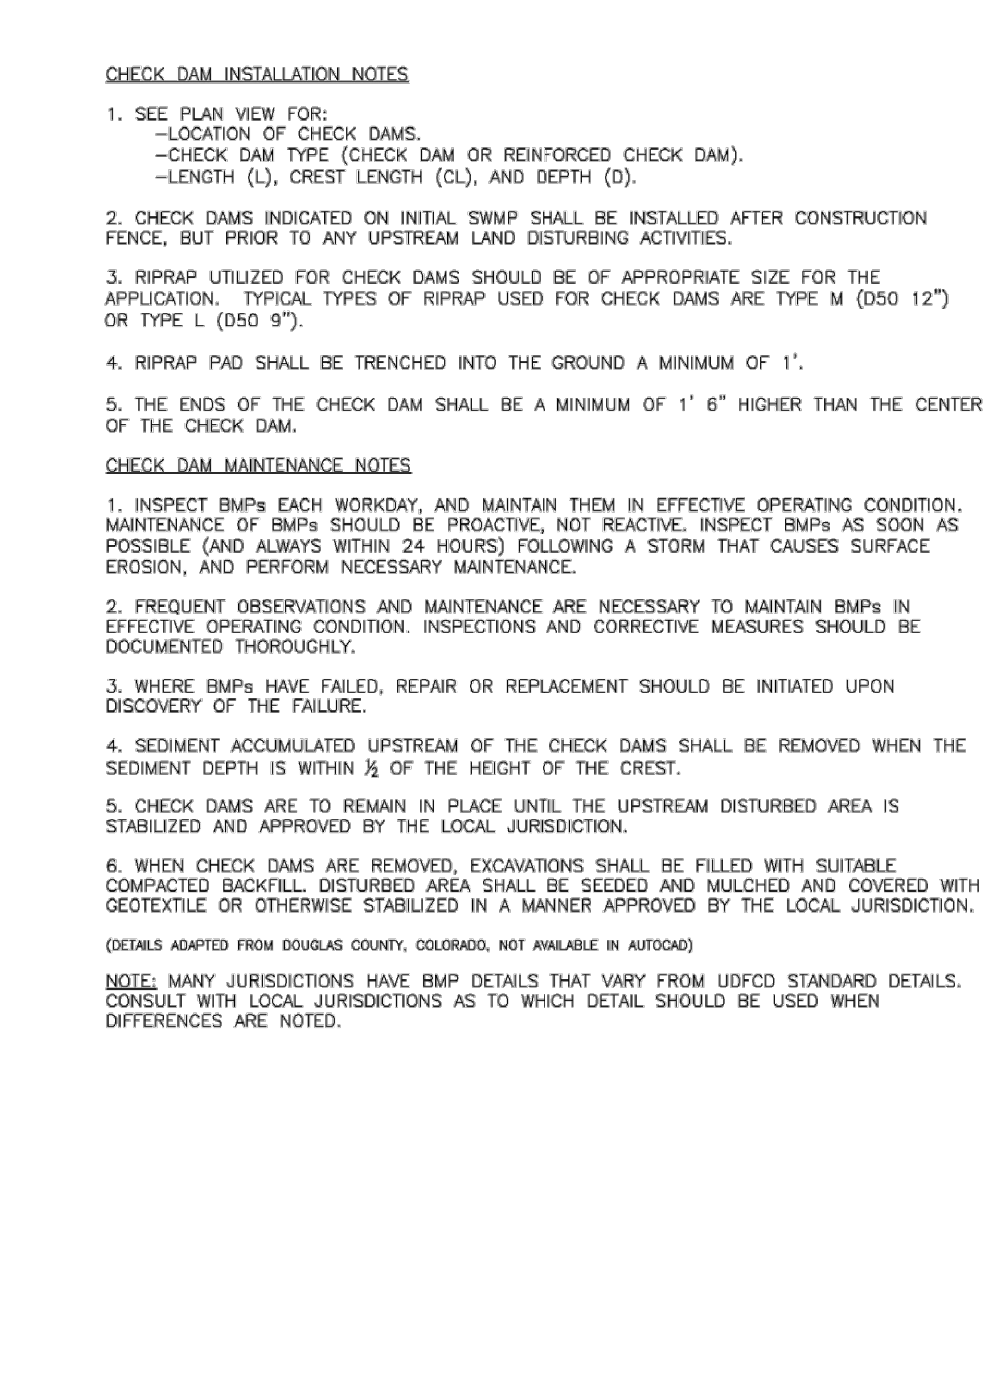 CHECK DAM INSTALLATION NOTES
1. SEE PLAN VIEW FOR:
—LOCATION OF CHECK DAMS.
—CHECK DAM TYPE (CHECK DAM OR REINFORCED CHECK DAM).
—LENGTH (L), CREST LENGTH (CL), AND DEPTH (D).
2. CHECK DAMS INDICATED ON INITIAL SWMP SHALL BE INSTALLED AFTER CONSTRUCTION
FENCE, BUT PRIOR TO ANY UPSTREAM LAND DISTURBING ACTIVITIES.
3. RIPRAP UTILIZED FOR CHECK DAMS SHOULD BE OF APPROPRIATE SIZE FOR THE
APPLICATION. TYPICAL TYPES OF RIPRAP USED FOR CHECK DAMS ARE TYPE M (D50 12")
OR TYPE L (D50 9").
4. RIPRAP PAD SHALL BE TRENCHED INTO THE GROUND A MINIMUM OF 1'.
5. THE ENDS OF THE CHECK DAM SHALL BE A MINIMUM OF 1' 6" HIGHER THAN THE CENTER
OF THE CHECK DAM.
CHECK DAM MAINTENANCE NOTES
1. INSPECT BMPs EACH WORKDAY, AND MAINTAIN THEM IN EFFECTIVE OPERATING CONDITION.
MAINTENANCE OF BMPs SHOULD BE PROACTIVE, NOT REACTIVE. INSPECT BMPs AS SOON AS
POSSIBLE (AND ALWAYS WITHIN 24 HOURS) FOLLOWING A STORM THAT CAUSES SURFACE
EROSION, AND PERFORM NECESSARY MAINTENANCE.
2. FREQUENT OBSERVATIONS AND MAINTENANCE ARE NECESSARY TO MAINTAIN BMPs IN
EFFECTIVE OPERATING CONDITION. INSPECTIONS AND CORRECTIVE MEASURES SHOULD BE
DOCUMENTED THOROUGHLY.
3. WHERE BMPs HAVE FAILED, REPAIR OR REPLACEMENT SHOULD BE INITIATED UPON
DISCOVERY OF THE FAILURE.
4. SEDIMENT ACCUMULATED UPSTREAM OF THE CHECK DAMS SHALL BE REMOVED WHEN THE
SEDIMENT DEPTH IS WITHIN ½ OF THE HEIGHT OF THE CREST.
5. CHECK DAMS ARE TO REMAIN IN PLACE UNTIL THE UPSTREAM DISTURBED AREA IS
STABILIZED AND APPROVED BY THE LOCAL JURISDICTION.
6. WHEN CHECK DAMS ARE REMOVED, EXCAVATIONS SHALL BE FILLED WITH SUITABLE
COMPACTED BACKFILL. DISTURBED AREA SHALL BE SEEDED AND MULCHED AND COVERED WITH
GEOTEXTILE OR OTHERWISE STABILIZED IN A MANNER APPROVED BY THE LOCAL JURISDICTION.
(DETAILS ADAPTED FROM DOUGLAS COUNTY, COLORADO, NOT AVAILABLE IN AUTOCAD)
NOTE: MANY JURISDICTIONS HAVE BMP DETAILS THAT VARY FROM UDFCD STANDARD DETAILS.
CONSULT WITH LOCAL JURISDICTIONS AS TO WHICH DETAIL SHOULD BE USED WHEN
DIFFERENCES ARE NOTED.